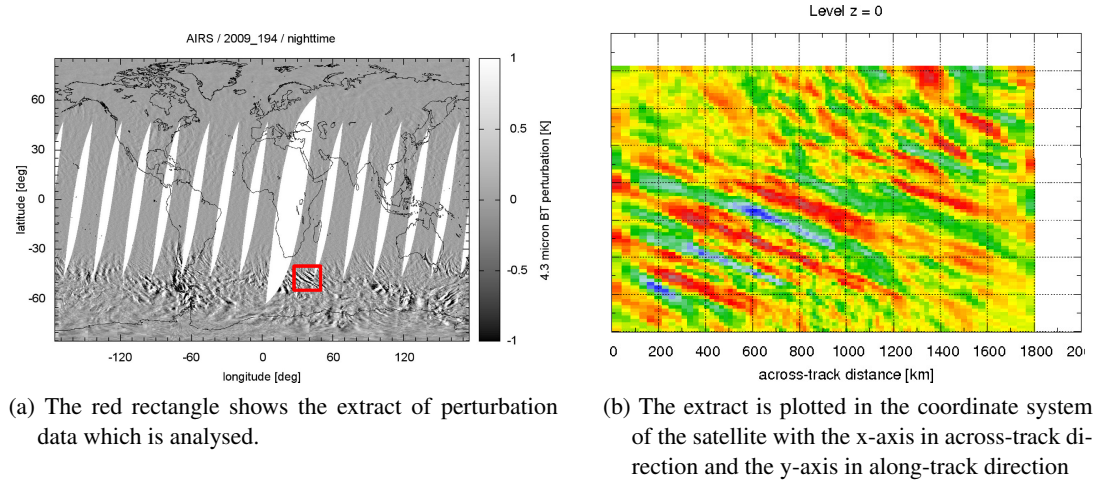 AIRS / 2009_194 / nighttime
latitude [deg]
60
30
0
-30
-60
-120
-60
0
60
120
longitude [deg]
1
0.5
0
-0.5
-1
4.3 micron BT perturbation [K]
(a) The red rectangle shows the extract of perturbation
data which is analysed.
Level z = 0
0 200 400 600 800 1000 1200 1400 1600 1800 20
across-track distance [km]
(b) The extract is plotted in the coordinate system
of the satellite with the x-axis in across-track di-
rection and the y-axis in along-track direction